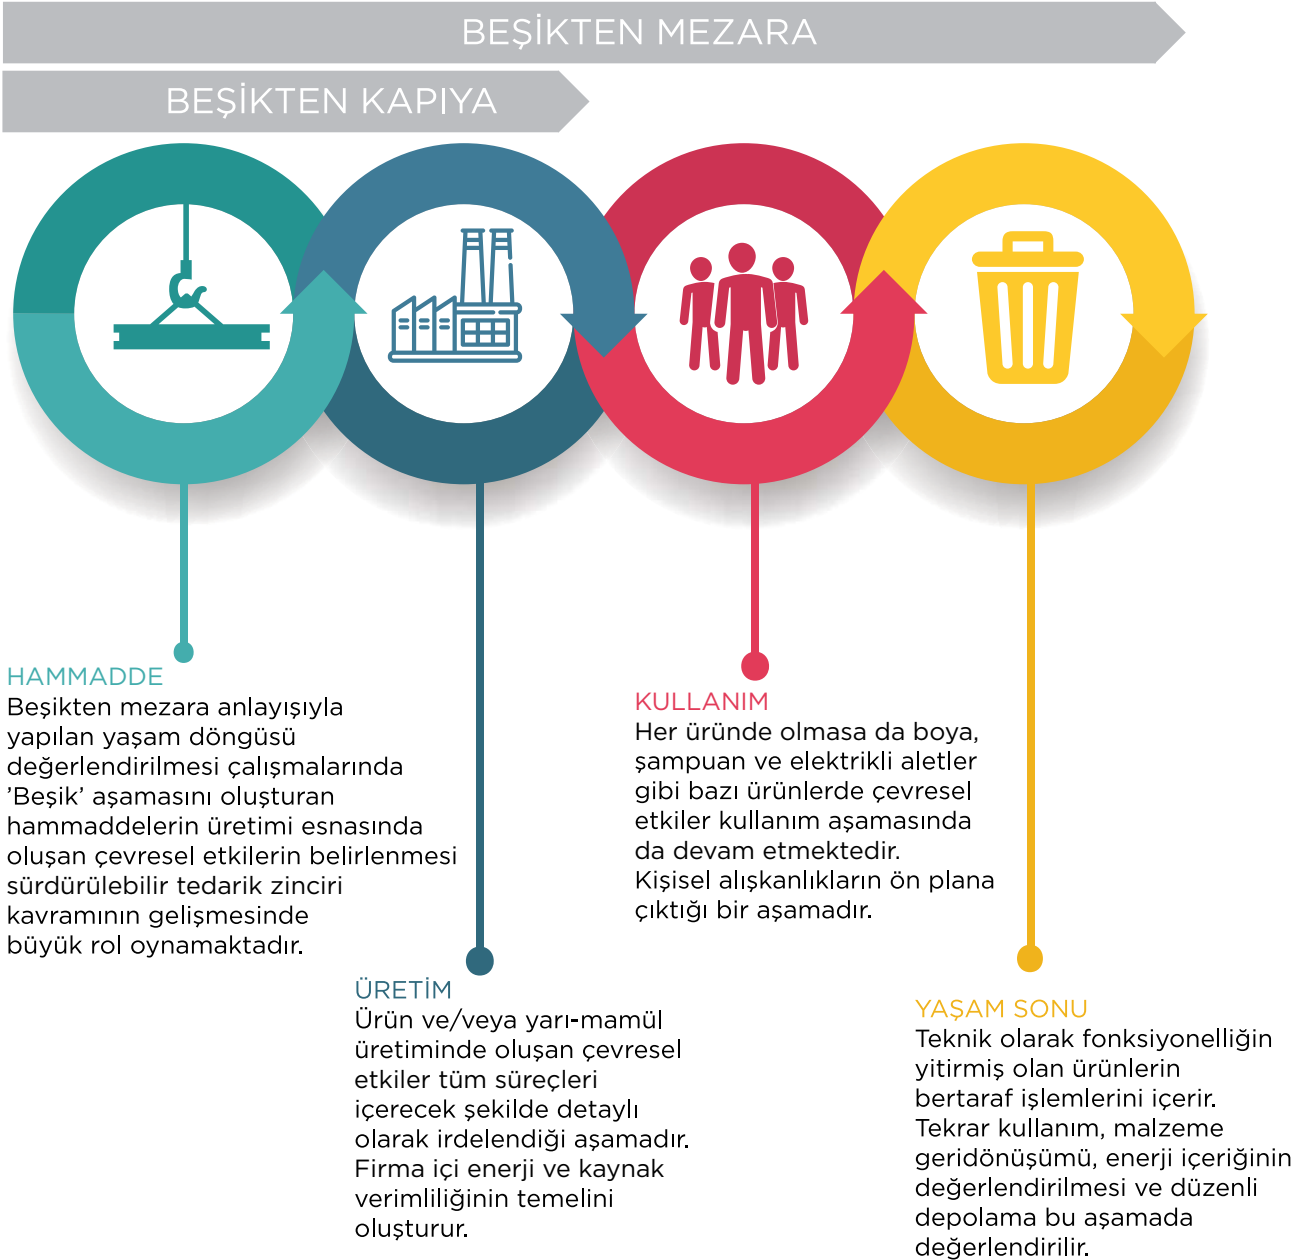 BEŞİKTEN MEZARA
BEŞİKTEN KAPIYA
HAMMADDE
Beşikten mezara anlayışıyla
yapılan yaşam döngüsü
değerlendirilmesi çalışmalarında
’Beşik’ aşamasını oluşturan
hammaddelerin üretimi esnasında
oluşan çevresel etkilerin belirlenmesi
sürdürülebilir tedarik zinciri
kavramının gelişmesinde
büyük rol oynamaktadır.
ÜRETİM
Ürün ve/veya yarı-mamül
üretiminde oluşan çevresel
etkiler tüm süreçleri
içerecek şekilde detaylı
olarak irdelendiği aşamadır.
Firma içi enerji ve kaynak
verimliliğinin temelini
oluşturur.
KULLANIM
Her üründe olmasa da boya,
şampuan ve elektrikli aletler
gibi bazı ürünlerde çevresel
etkiler kullanım aşamasında
da devam etmektedir.
Kişisel alışkanlıkların ön plana
çıktığı bir aşamadır.
YAŞAM SONU
Teknik olarak fonksiyonelliğin
yitirmiş olan ürünlerin
bertaraf işlemlerini içerir.
Tekrar kullanım, malzeme
geridönüşümü, enerji içeriğinin
değerlendirilmesi ve düzenli
depolama bu aşamada
değerlendirilir.